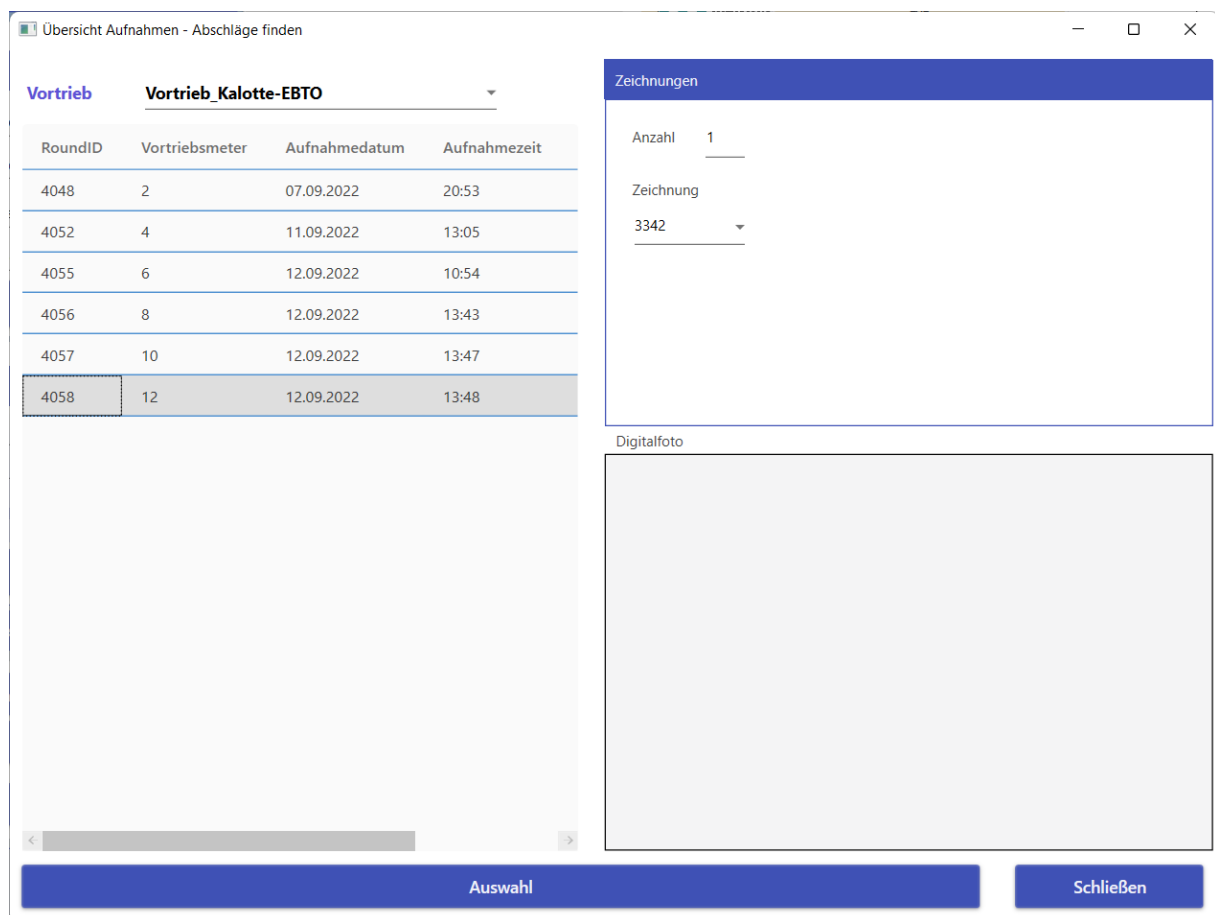 Übersicht Aufnahmen - Abschläge finden
Vortrieb Vortrieb_Kalotte-EBTO
RoundID Vortriebsmeter Aufnahmedatum Aufnahmezeit
4048 2 07.09.2022 20:53
4052 4 11.09.2022 13:05
4055 6 12.09.2022 10:54
4056 8 12.09.2022 13:43
4057 10 12.09.2022 13:47
4058 12 12.09.2022 13:48
Zeichnungen
Anzahl 1
Zeichnung
3342
Digitalfoto
Auswahl
Schließen